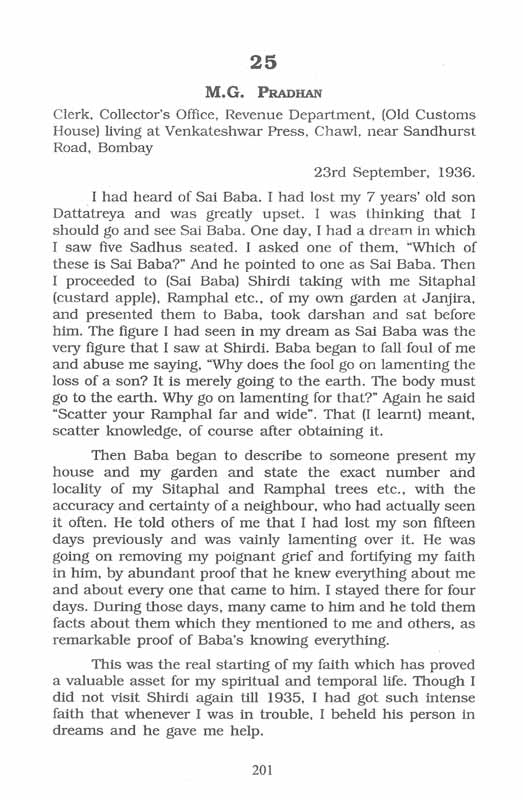 25
M.G. PRADHAN
Clerk, Collector's Office, Revenue Department, (Old Customs
House) living at Venkateshwar Press, Chawl, near Sandhurst
Road, Bombay
23rd September, 1936.
I had heard of Sai Baba. I had lost my 7 years' old son
Dattatreya and was greatly upset. I was thinking that I
should go and see Sai Baba. One day, I had a dream in which
I saw five Sadhus seated. I asked one of them, "Which of
these is Sai Baba?" And he pointed to one as Sai Baba. Then
I proceeded to (Sai Baba) Shirdi taking with me Sitaphal
(custard apple), Ramphal etc., of my own garden at Janjira,
and presented them to Baba, took darshan and sat before
him. The figure I had seen in my dream as Sai Baba was the
very figure that I saw at Shirdi. Baba began to fall foul of me
and abuse me saying, "Why does the fool go on lamenting the
loss of a son? It is merely going to the earth. The body must
go to the earth. Why go on lamenting for that?" Again he said
"Scatter your Ramphal far and wide". That (I learnt) meant,
scatter knowledge, of course after obtaining it.
Then Baba began to describe to someone present my
house and my garden and state the exact number and
locality of my Sitaphal and Ramphal trees etc., with the
accuracy and certainty of a neighbour, who had actually seen
it often. He told others of me that I had lost my son fifteen
days previously and was vainly lamenting over it. He was
going on removing my poignant grief and fortifying my faith
in him, by abundant proof that he knew everything about me
and about every one that came to him. I stayed there for four
days. During those days, many came to him and he told them
facts about them which they mentioned to me and others, as
remarkable proof of Baba's knowing everything.
This was the real starting of my faith which has proved
a valuable asset for my spiritual and temporal life. Though I
did not visit Shirdi again till 1935, I had got such intense
faith that whenever I was in trouble, I beheld his person in
dreams and he gave me help.
201